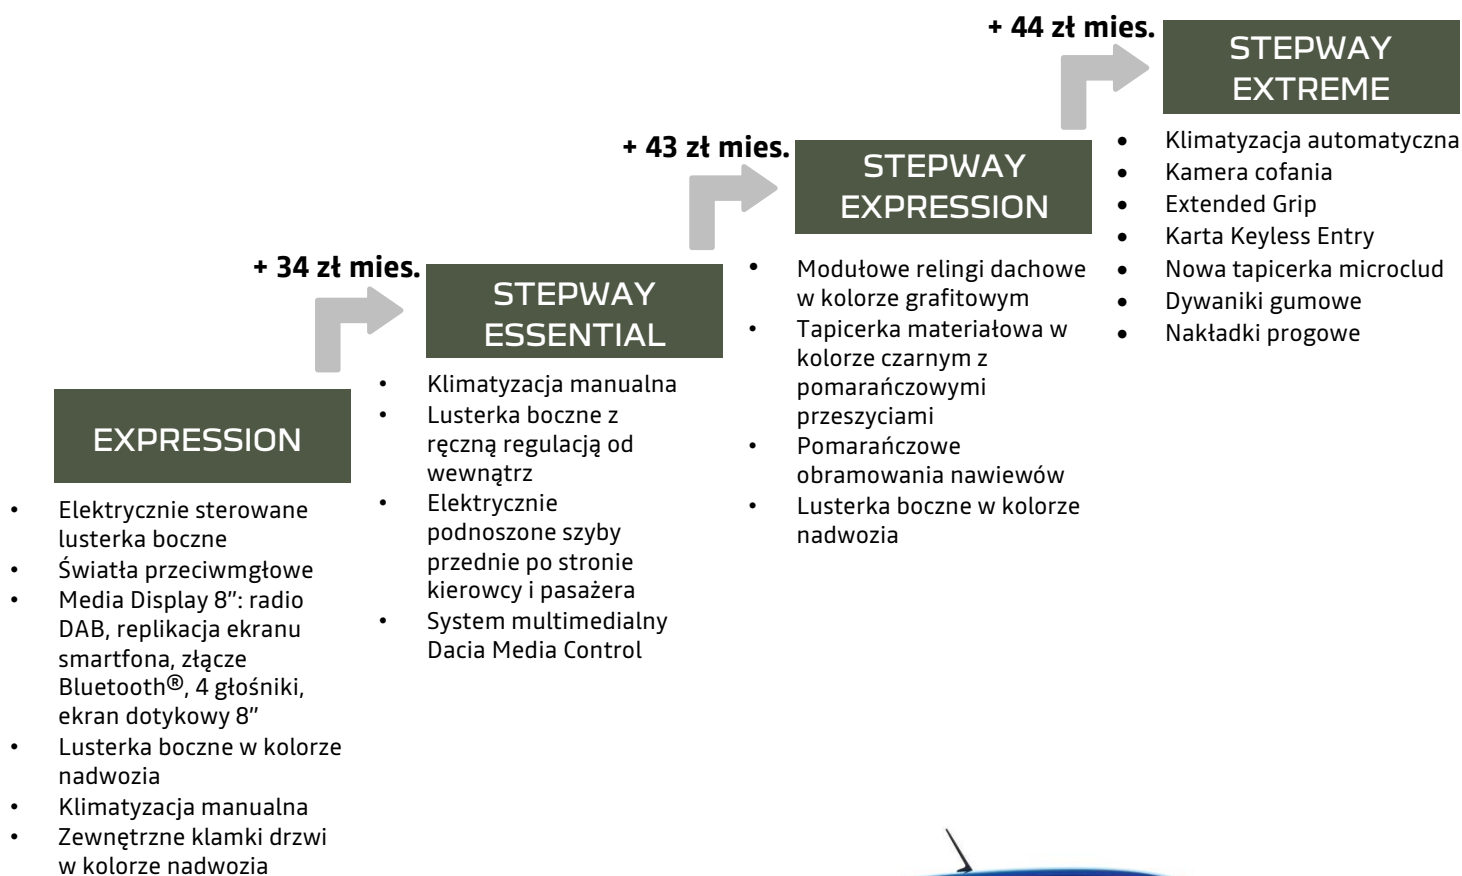 + 44 zł mies.
STEPWAY
EXTREME
• Klimatyzacja automatyczna
• Kamera cofania
• Extended Grip
• Karta Keyless Entry
• Nowa tapicerka microclud
• Dywaniki gumowe
• Nakładki progowe
+ 43 zł mies.
STEPWAY
EXPRESSION
• Modułowe relingi dachowe
w kolorze grafitowym
• Tapicerka materiałowa w
kolorze czarnym z
pomarańczowymi
przeszyciami
• Pomarańczowe
obramowania nawiewów
• Lusterka boczne w kolorze
nadwozia
+ 34 zł mies.
STEPWAY
ESSENTIAL
• Klimatyzacja manualna
• Lusterka boczne z
ręczną regulacją od
wewnątrz
• Elektrycznie
podnoszone szyby
przednie po stronie
kierowcy i pasażera
• System multimedialny
Dacia Media Control
EXPRESSION
• Elektrycznie sterowane
lusterka boczne
• Światła przeciwmgłowe
• Media Display 8”: radio
DAB, replikacja ekranu
smartfona, złącze
Bluetooth®, 4 głośniki,
ekran dotykowy 8”
• Lusterka boczne w kolorze
nadwozia
• Klimatyzacja manualna
• Zewnętrzne klamki drzwi
w kolorze nadwozia